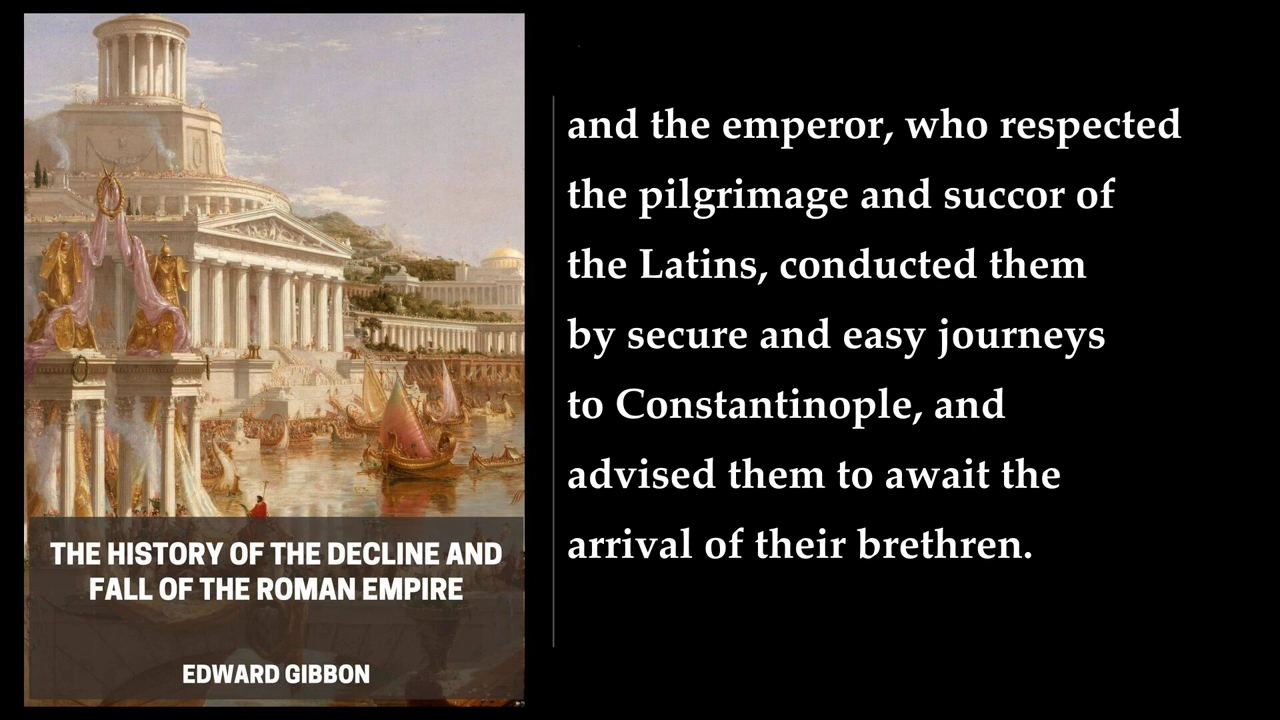 THE HISTORY OF THE DECLINE AND
FALL OF THE ROMAN EMPIRE
EDWARD GIBBON
and the emperor, who respected
the pilgrimage and succor of
the Latins, conducted them
by secure and easy journeys
to Constantinople, and
advised them to await the
arrival of their brethren.